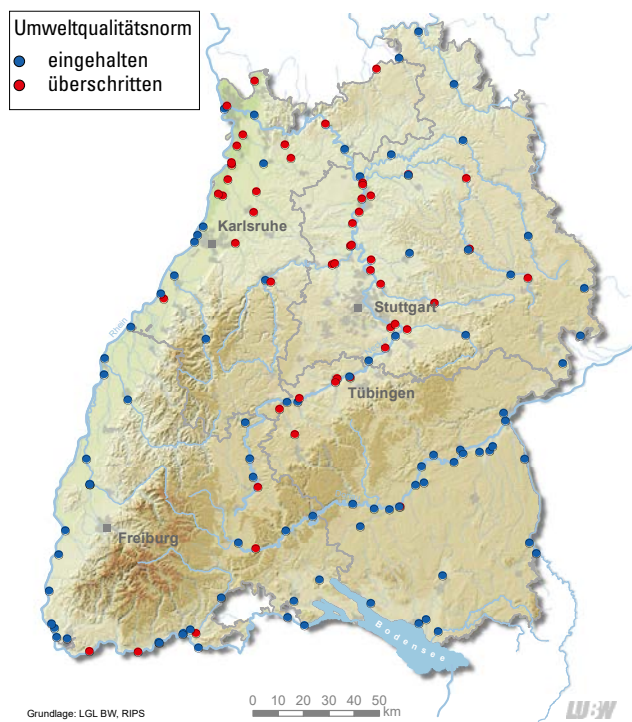 Umweltqualitätsnorm
eingehalten
überschritten
Karlsruhe
Rhein
Stuttgart
Tübingen
Freiburg
Bodensee
Grundlage: LGL BW, RIPS
0 10 20 30 40 50
km
LUBW